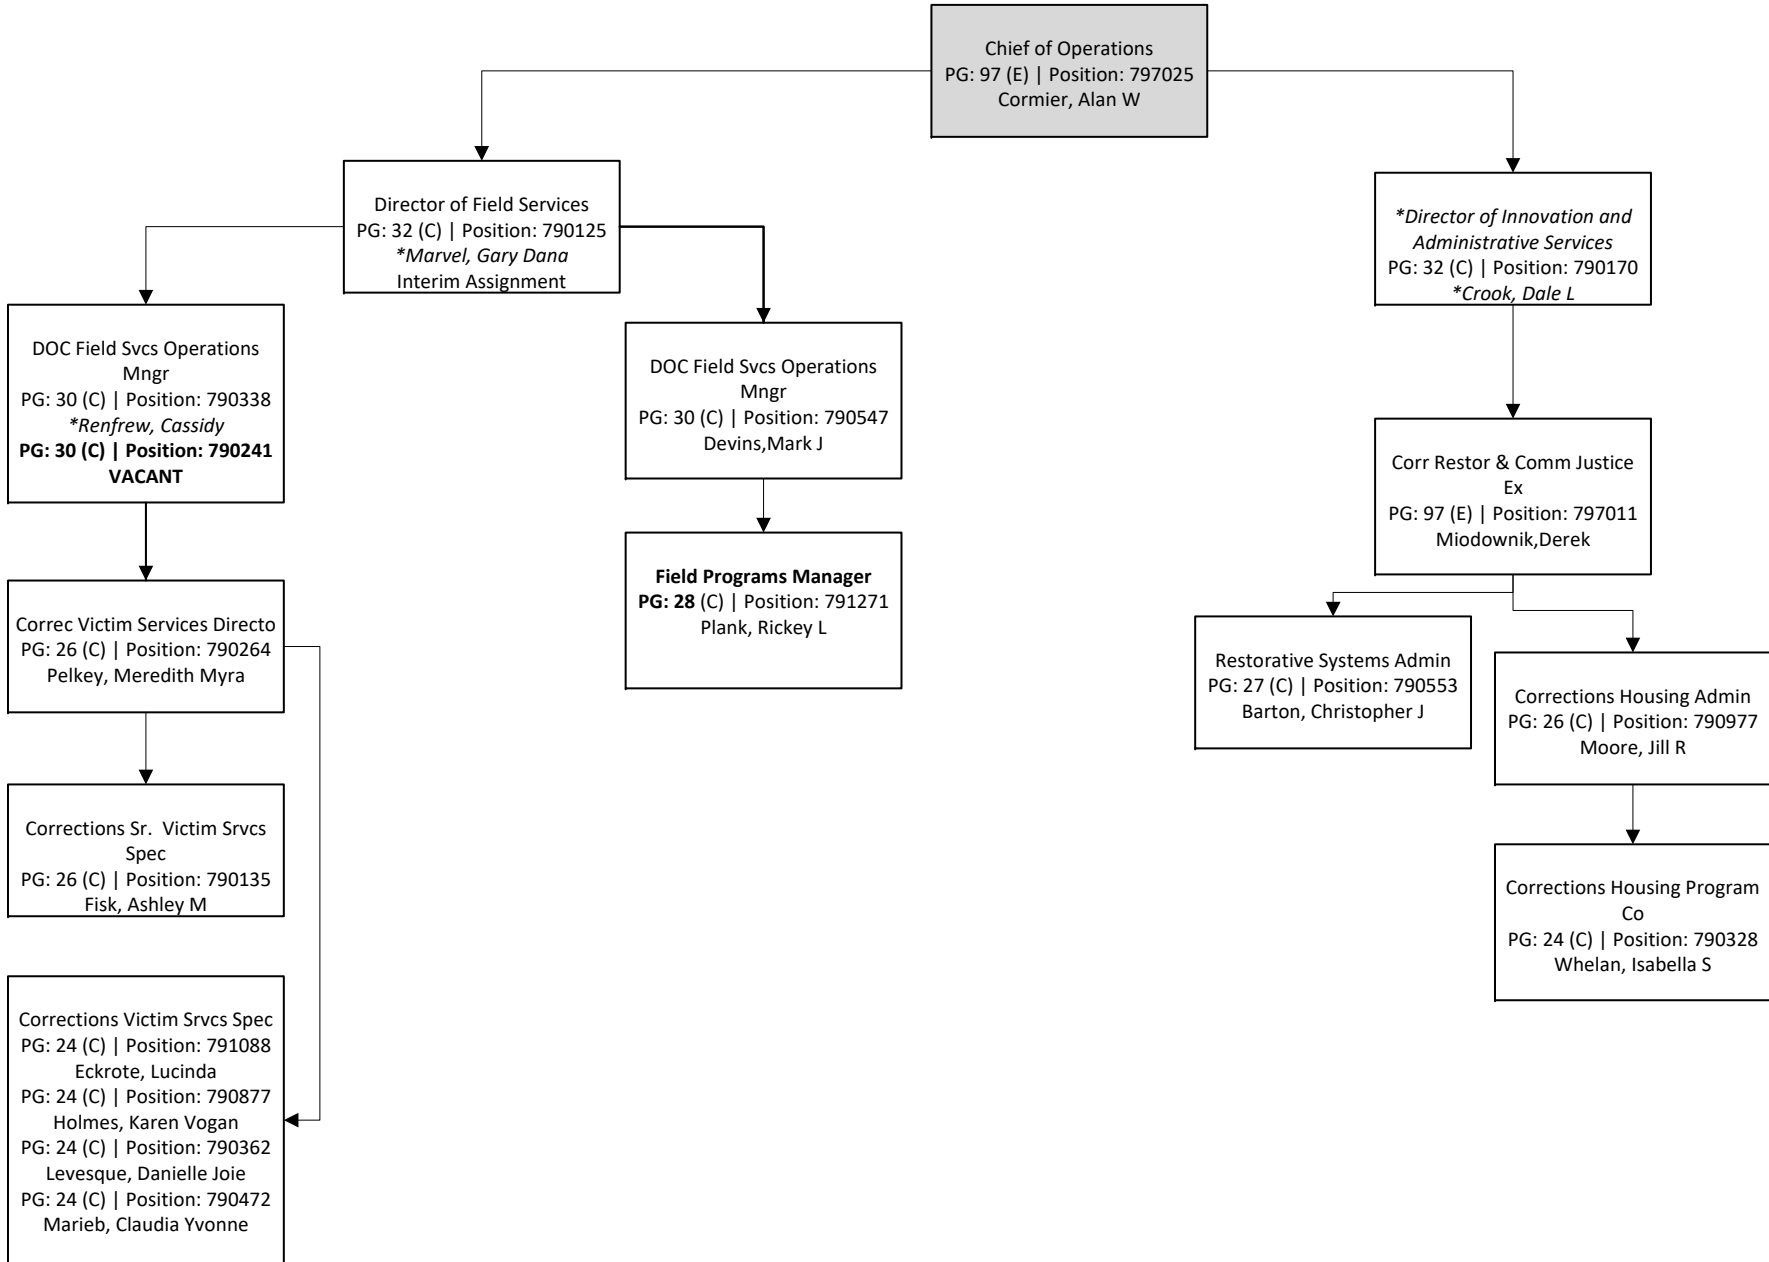 Chief of Operations
PG: 97 (E) | Position: 797025
Cormier, Alan W
Director of Field Services
PG: 32 (C) | Position: 790125
*Marvel, Gary Dana
Interim Assignment
*Director of Innovation and
Administrative Services
PG: 32 (C) | Position: 790170
*Crook, Dale L
DOC Field Svcs Operations
Mngr
PG: 30 (C) | Position: 790338
*Renfrew, Cassidy
PG: 30 (C) | Position: 790241
VACANT
DOC Field Svcs Operations
Mngr
PG: 30 (C) | Position: 790547
Devins,Mark J
Corr Restor & Comm Justice
Ex
PG: 97 (E) | Position: 797011
Miodownik,Derek
Correc Victim Services Directo
PG: 26 (C) | Position: 790264
Pelkey, Meredith Myra
Field Programs Manager
PG: 28 (C) | Position: 791271
Plank, Rickey L
Restorative Systems Admin
PG: 27 (C) | Position: 790553
Barton, Christopher J
Corrections Housing Admin
PG: 26 (C) | Position: 790977
Moore, Jill R
Corrections Sr.  Victim Srvcs
Spec
PG: 26 (C) | Position: 790135
Fisk, Ashley M
Corrections Housing Program
Co
PG: 24 (C) | Position: 790328
Whelan, Isabella S
Corrections Victim Srvcs Spec
PG: 24 (C) | Position: 791088
Eckrote, Lucinda
PG: 24 (C) | Position: 790877
Holmes, Karen Vogan
PG: 24 (C) | Position: 790362
Levesque, Danielle Joie
PG: 24 (C) | Position: 790472
Marieb, Claudia Yvonne